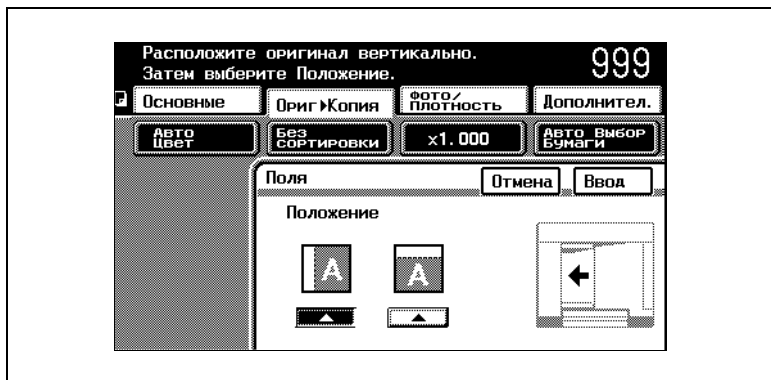 Расположите оригинал вертикально.
Затем выберите Положение.
999
Основные
Ориг▶Копия
ФОТО/
ПЛОТНОСТЬ
Дополнител.
Авто
Цвет
Без
СОРТИРОВКИ
×1.000
Авто Выбор
Бумаги
Поля
Отмена
Ввод
Положение
A
A